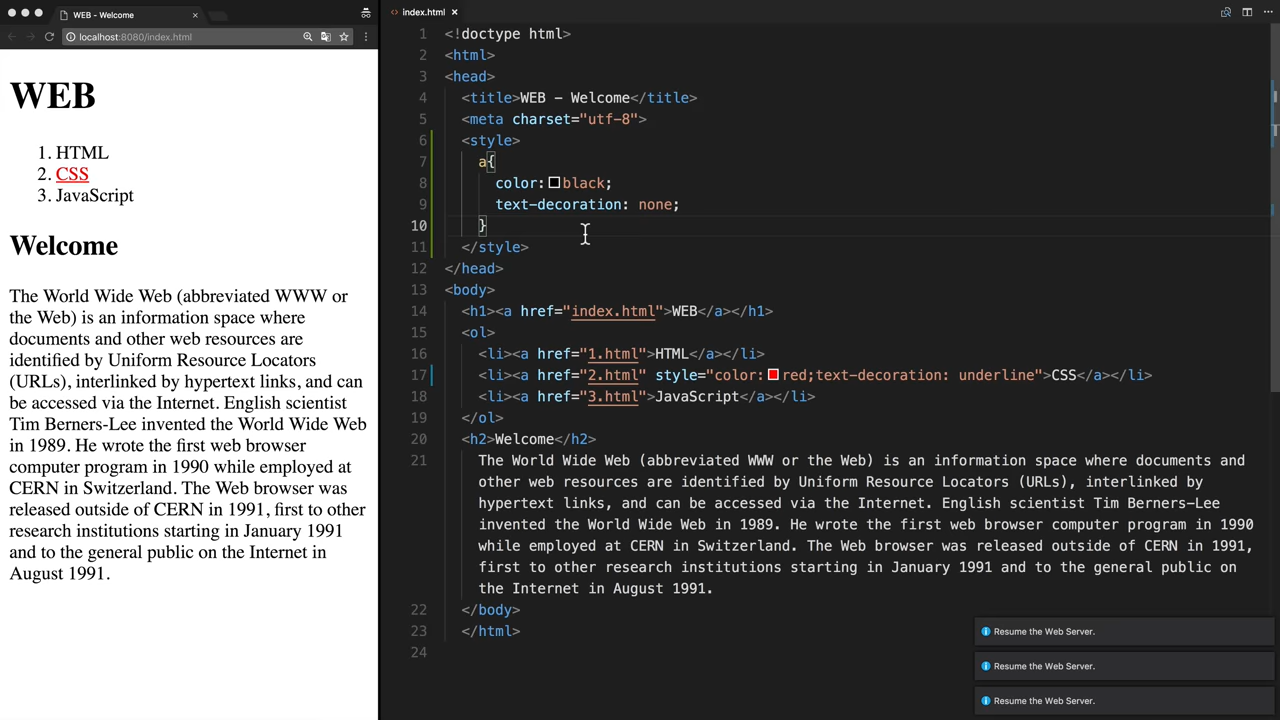 WEB - Welcome
localhost:8080/index.html
WEB
1. HTML
2. CSS
3. JavaScript
Welcome
The World Wide Web (abbreviated WWW or
the Web) is an information space where
documents and other web resources are
identified by Uniform Resource Locators
(URLs), interlinked by hypertext links, and can
be accessed via the Internet. English scientist
Tim Berners-Lee invented the World Wide Web
in 1989. He wrote the first web browser
computer program in 1990 while employed at
CERN in Switzerland. The Web browser was
released outside of CERN in 1991, first to other
research institutions starting in January 1991
and to the general public on the Internet in
August 1991.
index.html
1 <!doctype html>
2 <html>
3 <head>
4 <title>WEB - Welcome</title>
5 <meta charset="utf-8">
6 <style>
7 a{
8 color:black;
9 text-decoration: none;
10 }
11 </style>
12 </head>
13 <body>
14 <h1><a href="index.html">WEB</a></h1>
15 <ol>
16 <li><a href="1.html">HTML</a></li>
17 <li><a href="2.html" style="color:red;text-decoration: underline">CSS</a></li>
18 <li><a href="3.html">JavaScript</a></li>
19 </ol>
20 <h2>Welcome</h2>
21 The World Wide Web (abbreviated WWW or the Web) is an information space where documents and
other web resources are identified by Uniform Resource Locators (URLs), interlinked by
hypertext links, and can be accessed via the Internet. English scientist Tim Berners-Lee
invented the World Wide Web in 1989. He wrote the first web browser computer program in 1990
while employed at CERN in Switzerland. The Web browser was released outside of CERN in 1991,
first to other research institutions starting in January 1991 and to the general public on
the Internet in August 1991.
22 </body>
23 </html>
24
Resume the Web Server.
Resume the Web Server.
Resume the Web Server.